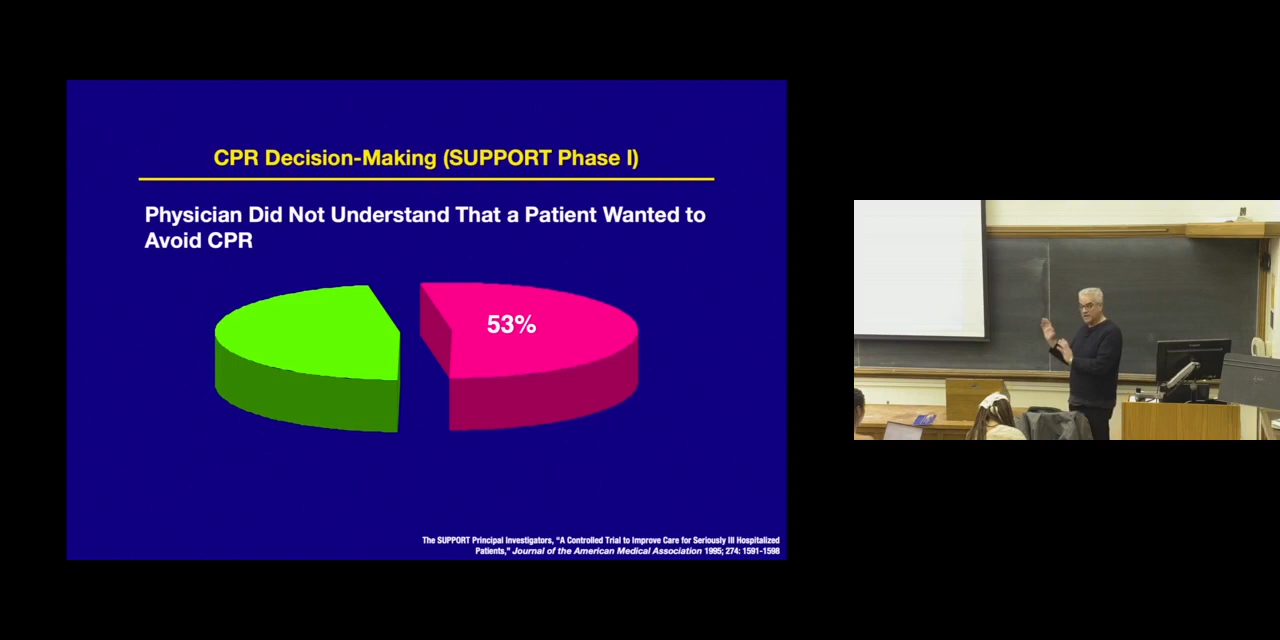 CPR Decision-Making (SUPPORT Phase I)
Physician Did Not Understand That a Patient Wanted to
Avoid CPR
53%
The SUPPORT Principal Investigators, "A Controlled Trial to Improve Care for Seriously Ill Hospitalized
Patients," Journal of the American Medical Association 1995; 274: 1591-1598